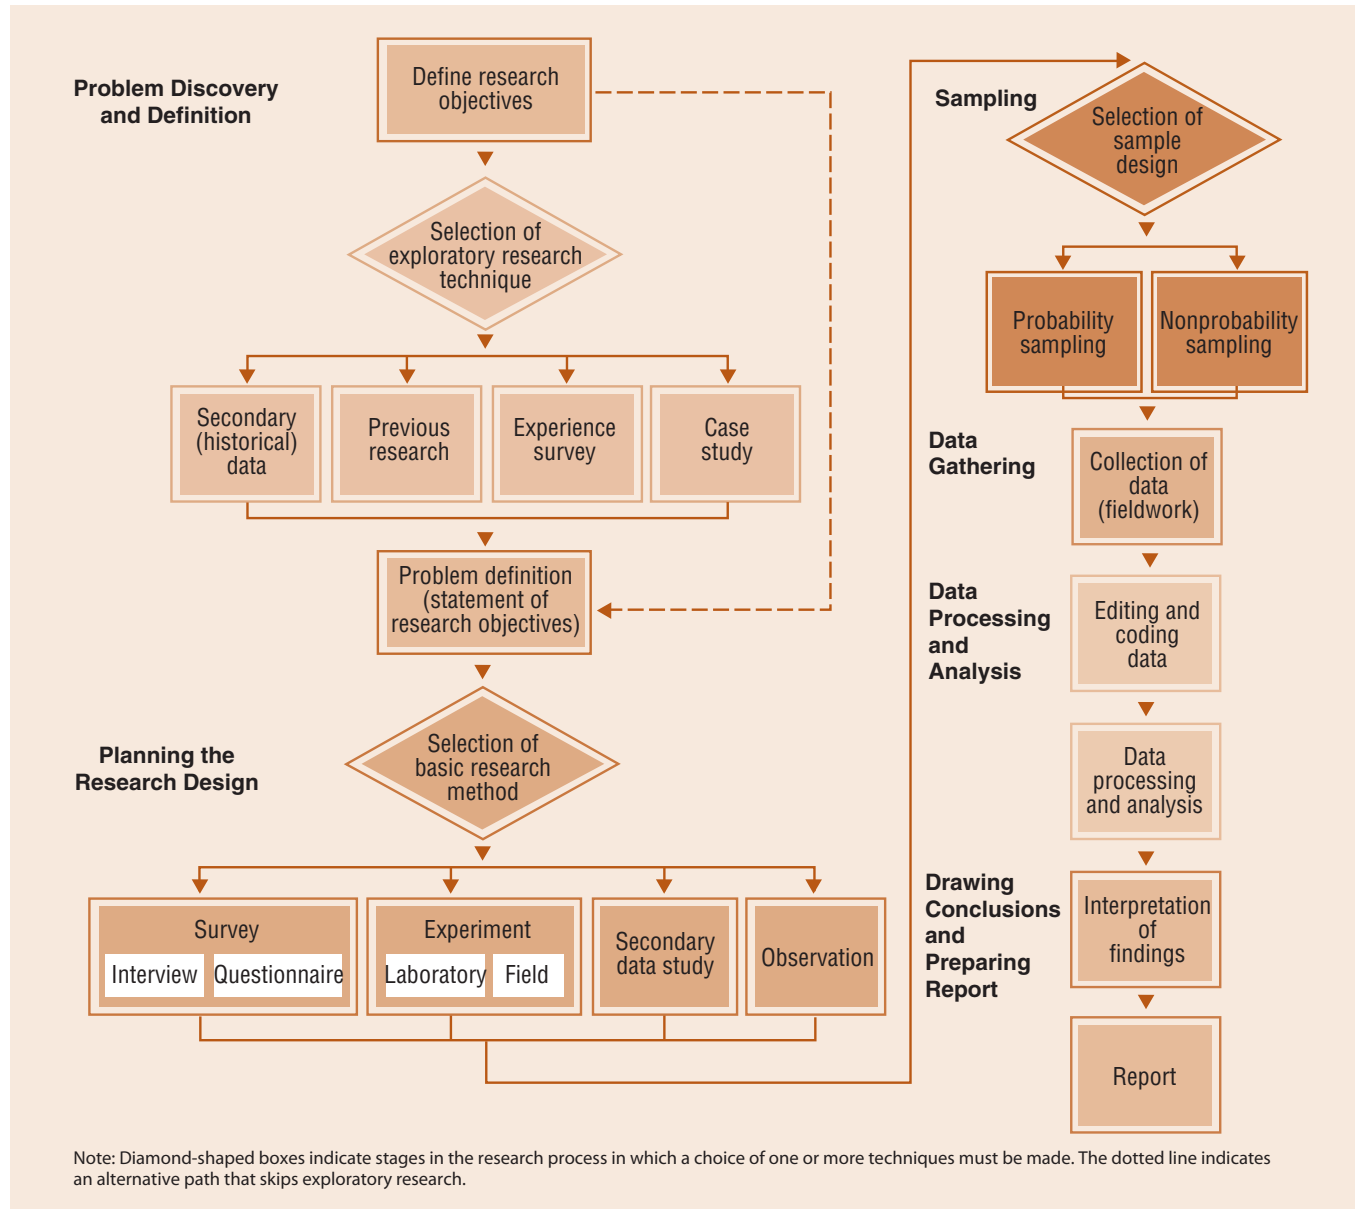 Problem Discovery
and Definition
Define research
objectives
Selection of
exploratory research
technique
Secondary
(historical)
data
Previous
research
Experience
survey
Case
study
Problem definition
(statement of
research objectives)
Planning the
Research Design
Selection of
basic research
method
Survey
Interview
Questionnaire
Experiment
Laboratory
Field
Secondary
data study
Observation
Sampling
Selection of
sample
design
Probability
sampling
Nonprobability
sampling
Data
Gathering
Collection of
data
(fieldwork)
Data
Processing
and
Analysis
Editing and
coding
data
Data
processing
and analysis
Drawing
Conclusions
and
Preparing
Report
Interpretation
of
findings
Report
Note: Diamond-shaped boxes indicate stages in the research process in which a choice of one or more techniques must be made. The dotted line indicates
an alternative path that skips exploratory research.